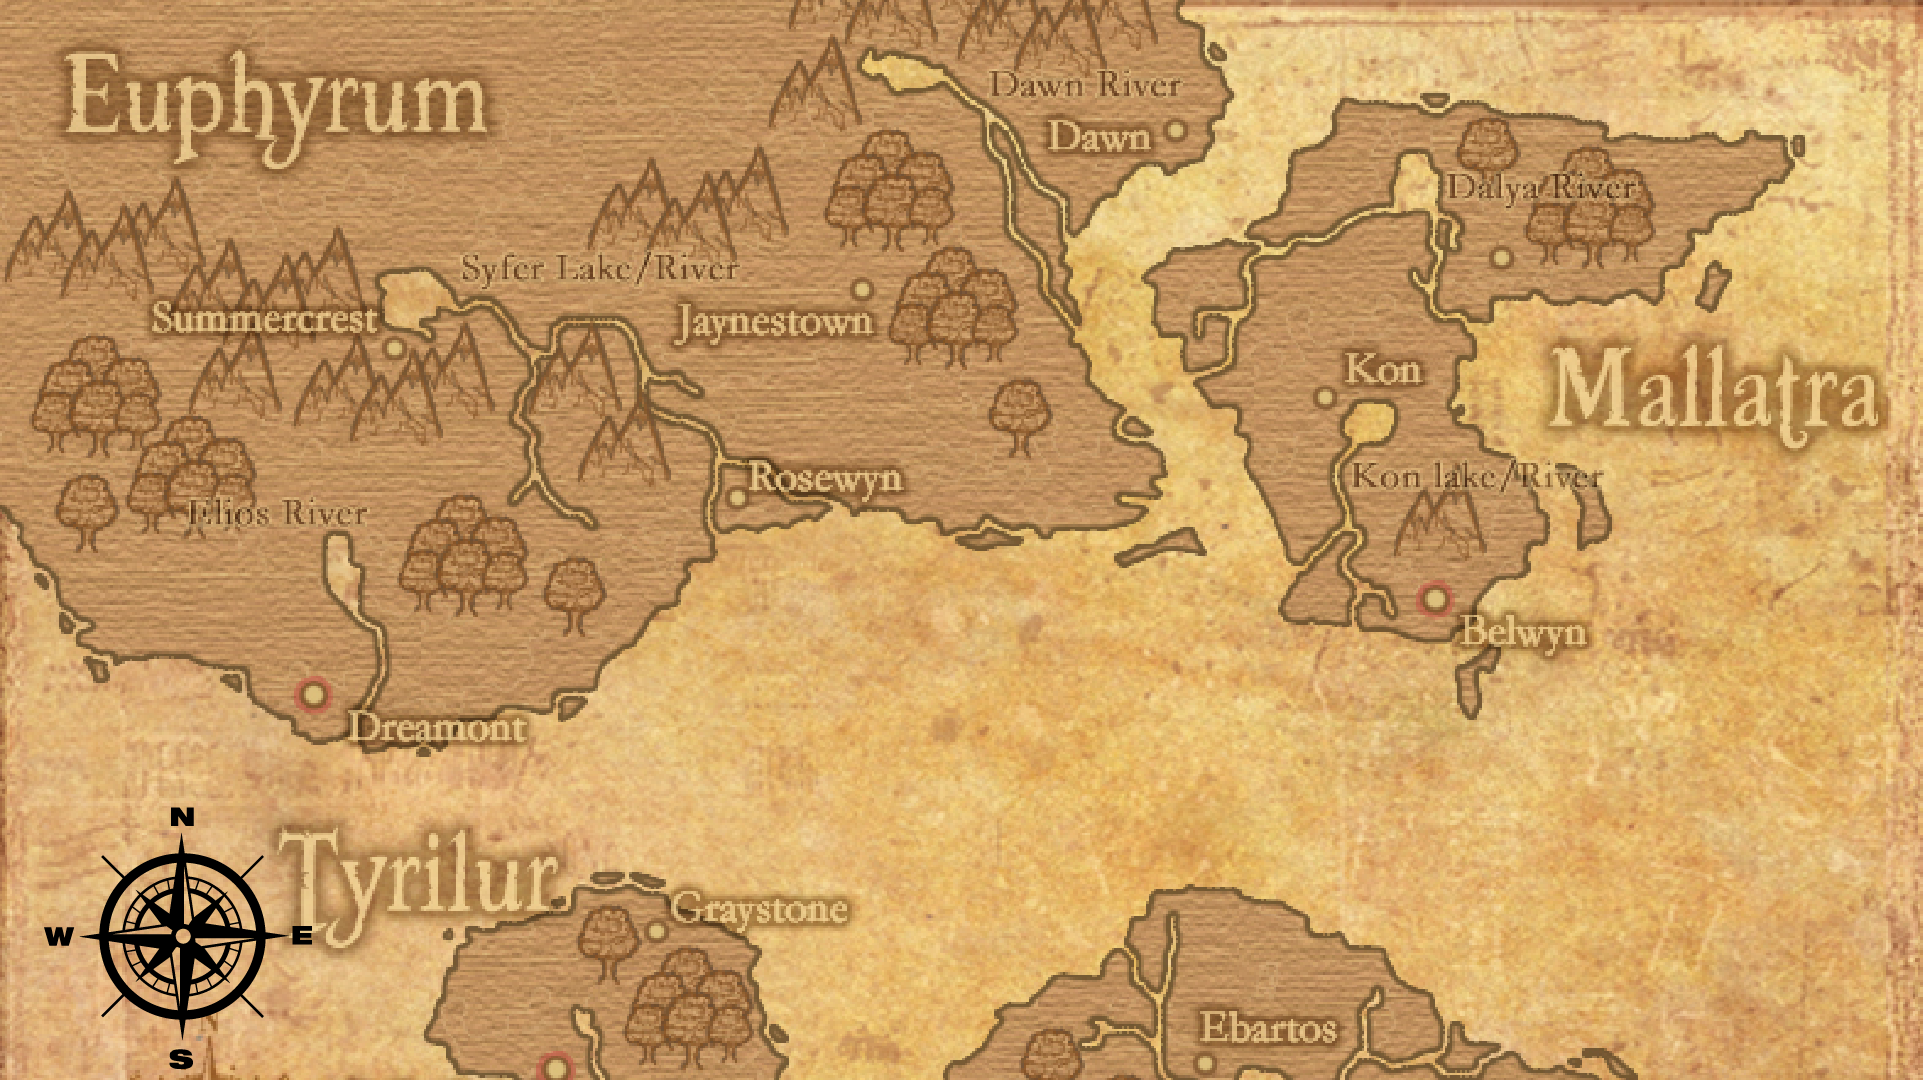 Euphyrum
Dawn River
Dawn
Dalya River
Syfer Lake/River
Summercrest
Jaynestown
Kon
Mallatra
Rosewyn
Kon lake/River
Elios River
Belwyn
Dreamont
N
W
E
S
Tyrilur
Graystone
Ebartos